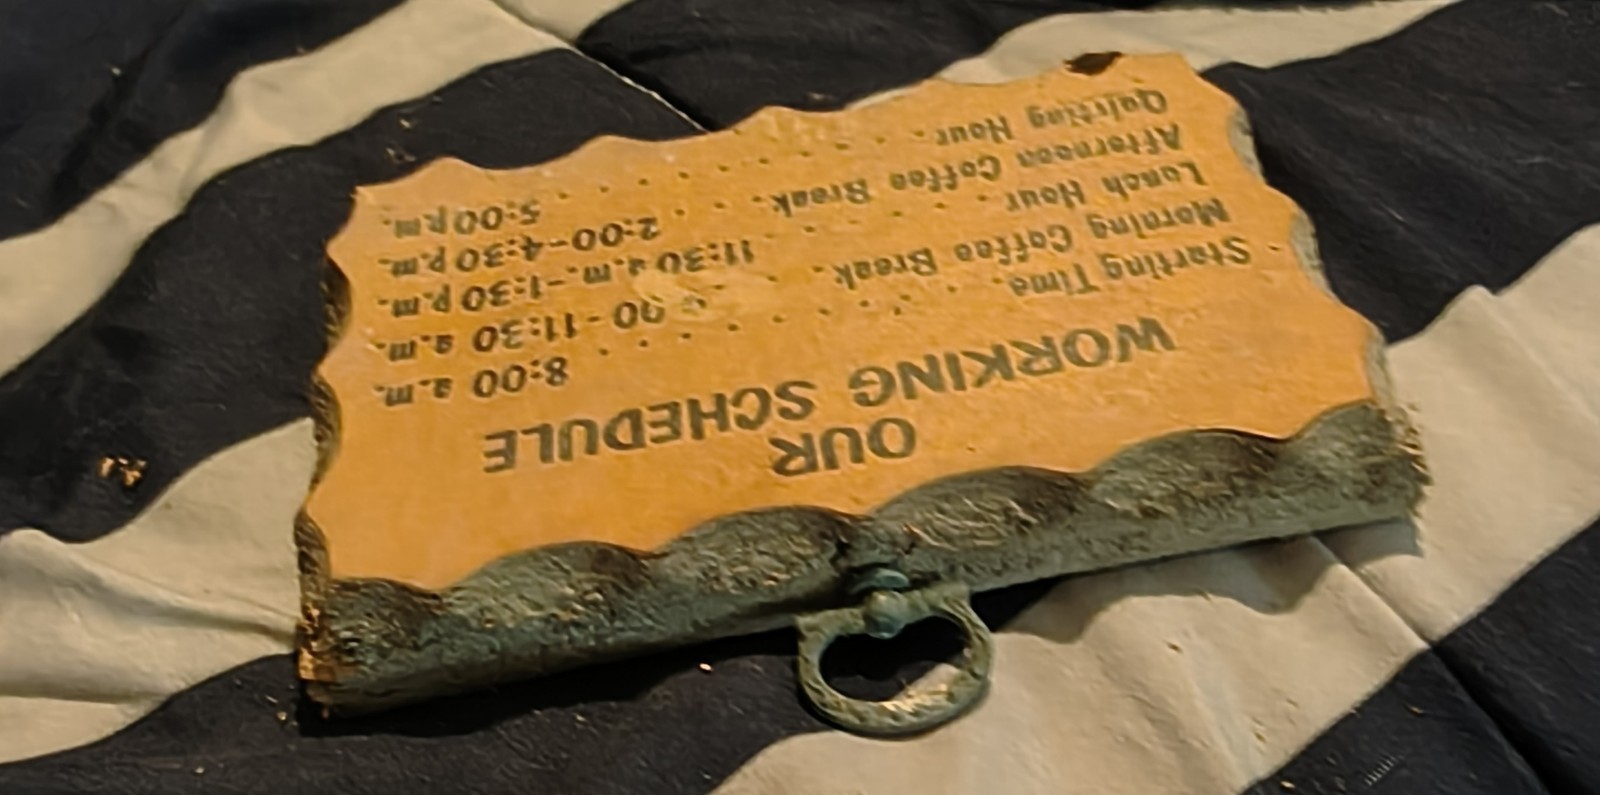 OUR
WORKING SCHEDULE
Starting Time. . . . . . . . . 8:00 a.m.
Morning Coffee Break. . . 00-11:30 a.m.
Lunch Hour . . . . . . 11:30 a.m.-1:30 p.m.
Afternoon Coffee Break. . . . 2:00-4:30 p.m.
Quitting Hour . . . . . . . . . . 5:00 p.m.